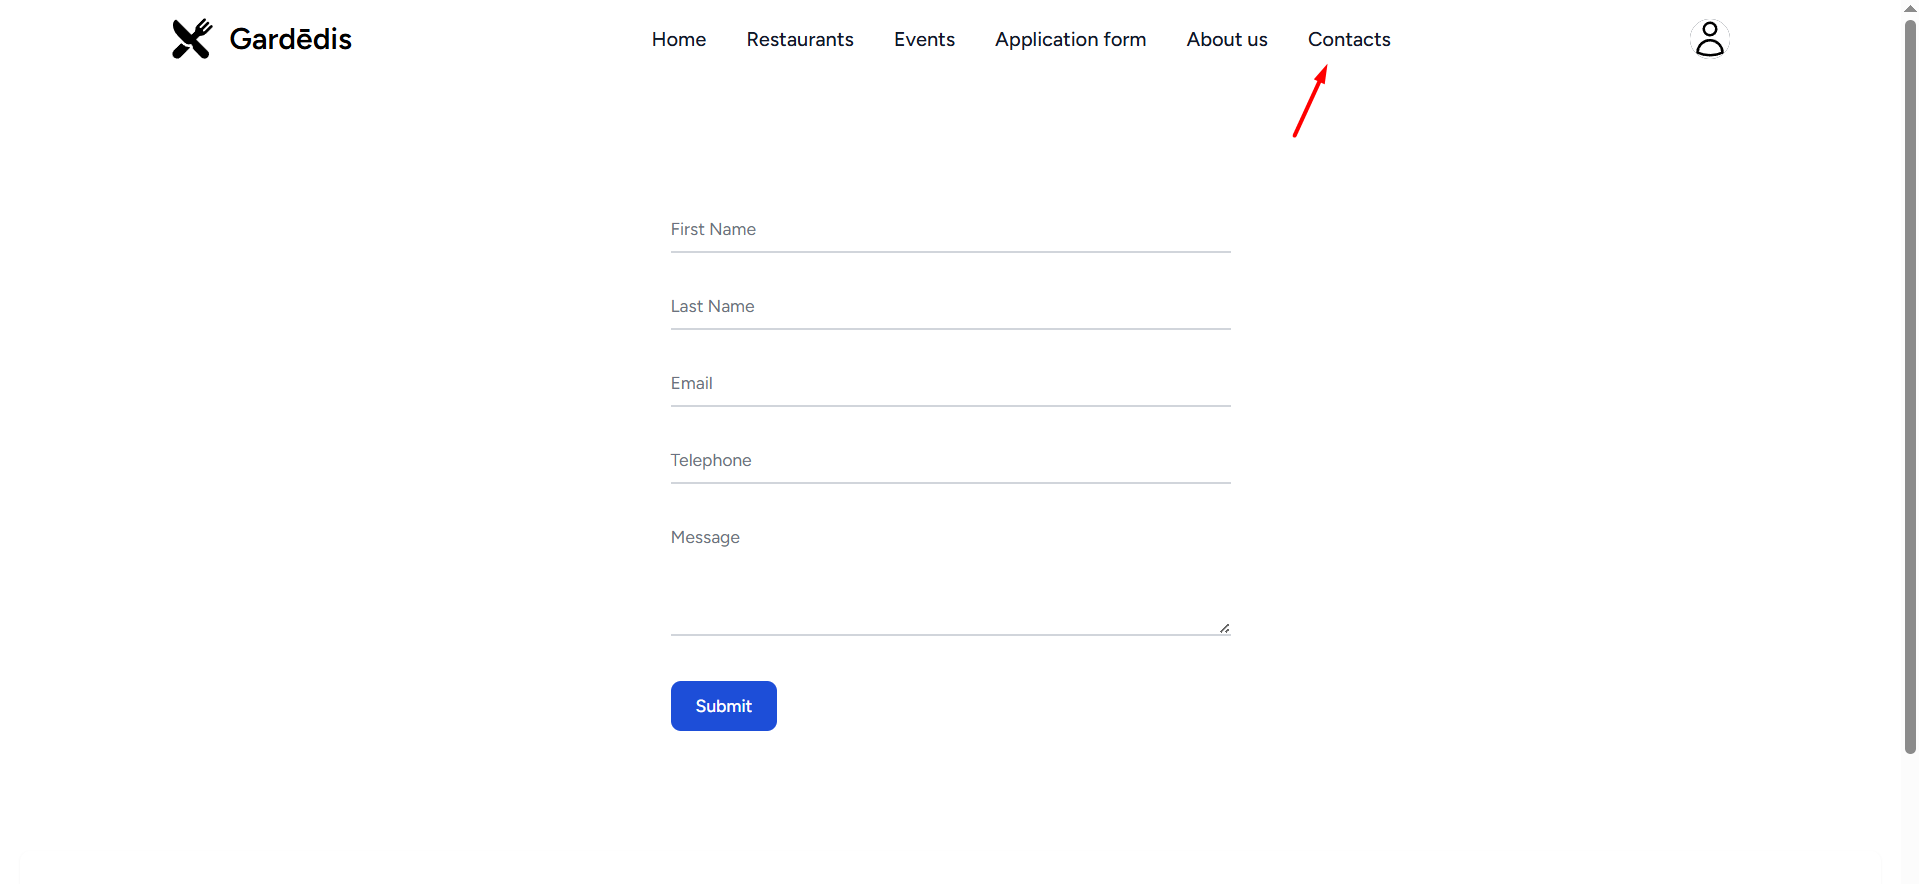 Gardēdis
Home Restaurants Events Application form About us Contacts
First Name
Last Name
Email
Telephone
Message
Submit